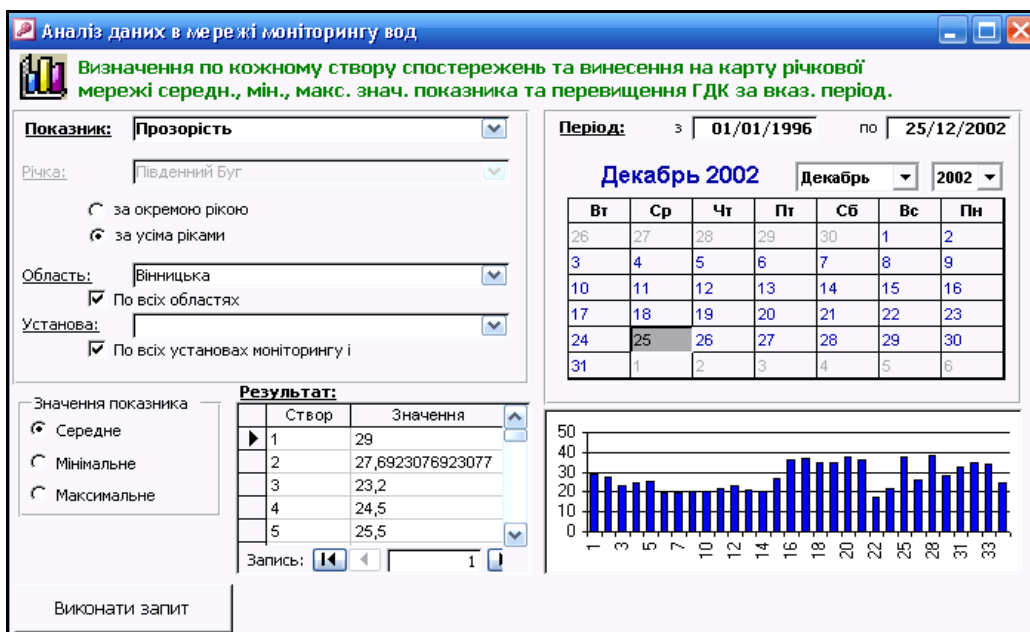 Аналіз даних в мережі моніторингу вод
Визначення по кожному створу спостережень та винесення на карту річкової
мережі середн., мін., макс. знач. показника та перевищення ГДК за вказ. період.
Показник: Прозорість
Річка: Південний Буг
за окремою рікою
за усіма ріками
Область: Вінницька
По всіх областях
Установа:
По всіх установах моніторингу і
Період: з 01/01/1996 по 25/12/2002
Декабрь 2002 Декабрь 2002
Вт Ср Чт Пт Сб Вс Пн
26 27 28 29 30 1 2
3 4 5 6 7 8 9
10 11 12 13 14 15 16
17 18 19 20 21 22 23
24 25 26 27 28 29 30
31 1 2 3 4 5 6
Значення показника
Середне
Мінімальне
Максимальне
Результат:
Створ Значення
1 29
2 27,6923076923077
3 23,2
4 24,5
5 25,5
Запись: 1
50
40
30
20
10
0
1 3 5 7 10 12 14 16 18 20 22 25 28 31 33
Виконати запит